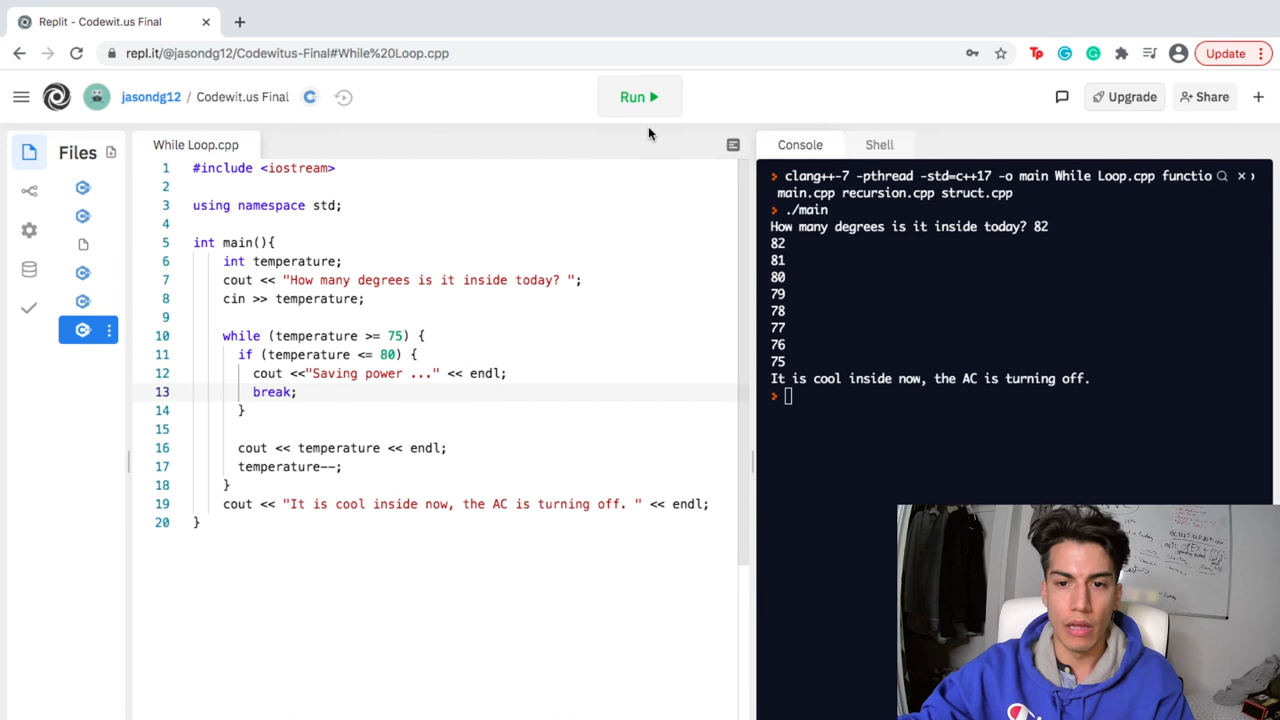 Replit - Codewit.us Final
repl.it/@jasondg12/Codewitus-Final#While%20Loop.cpp
Update
jasondg12 / Codewit.us Final
Run
Upgrade
Share
Files
While Loop.cpp
1 #include <iostream>
2
3 using namespace std;
4
5 int main(){
6 int temperature;
7 cout << "How many degrees is it inside today? ";
8 cin >> temperature;
9
10 while (temperature >= 75) {
11 if (temperature <= 80) {
12 cout <<"Saving power ..." << endl;
13 break;
14 }
15
16 cout << temperature << endl;
17 temperature--;
18 }
19 cout << "It is cool inside now, the AC is turning off. " << endl;
20 }
Console
Shell
clang++-7 -pthread -std=c++17 -o main While Loop.cpp functio
main.cpp recursion.cpp struct.cpp
./main
How many degrees is it inside today? 82
82
81
80
79
78
77
76
75
It is cool inside now, the AC is turning off.